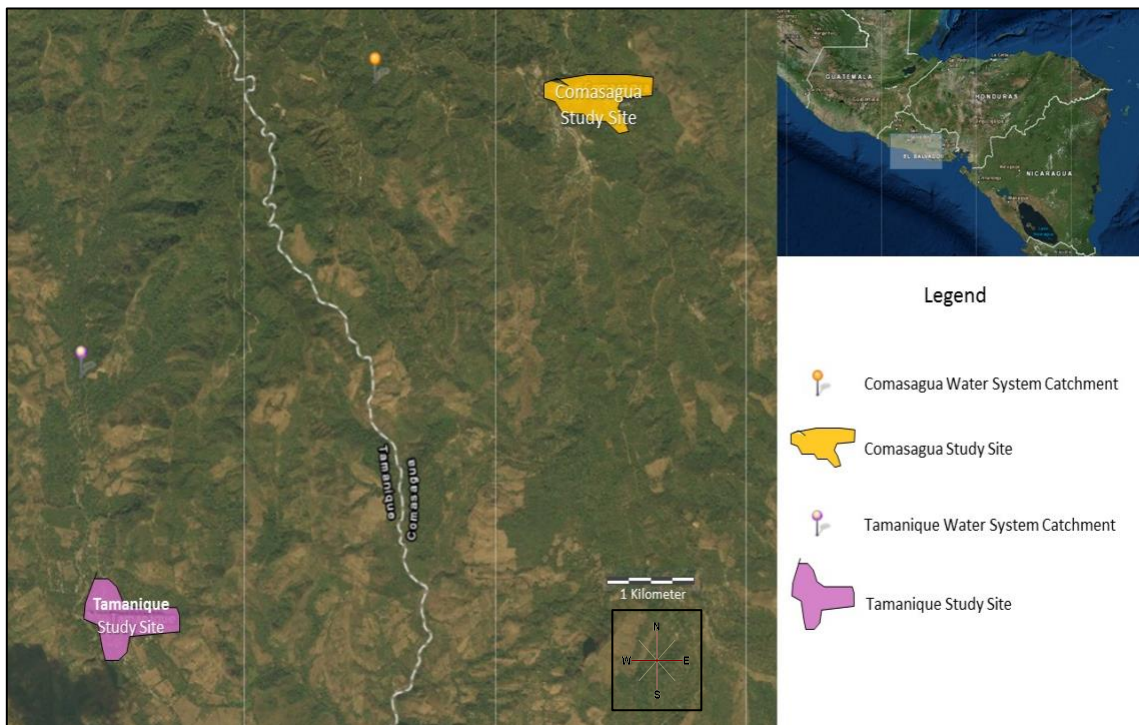 Comasagua
Study Site
Tamanique
Comasagua
1 Kilometer
N
W E
S
Tamanique
Study Site
GUATEMALA
HONDURAS
EL SALVADOR
NICARAGUA
Legend
Comasagua Water System Catchment
Comasagua Study Site
Tamanique Water System Catchment
Tamanique Study Site